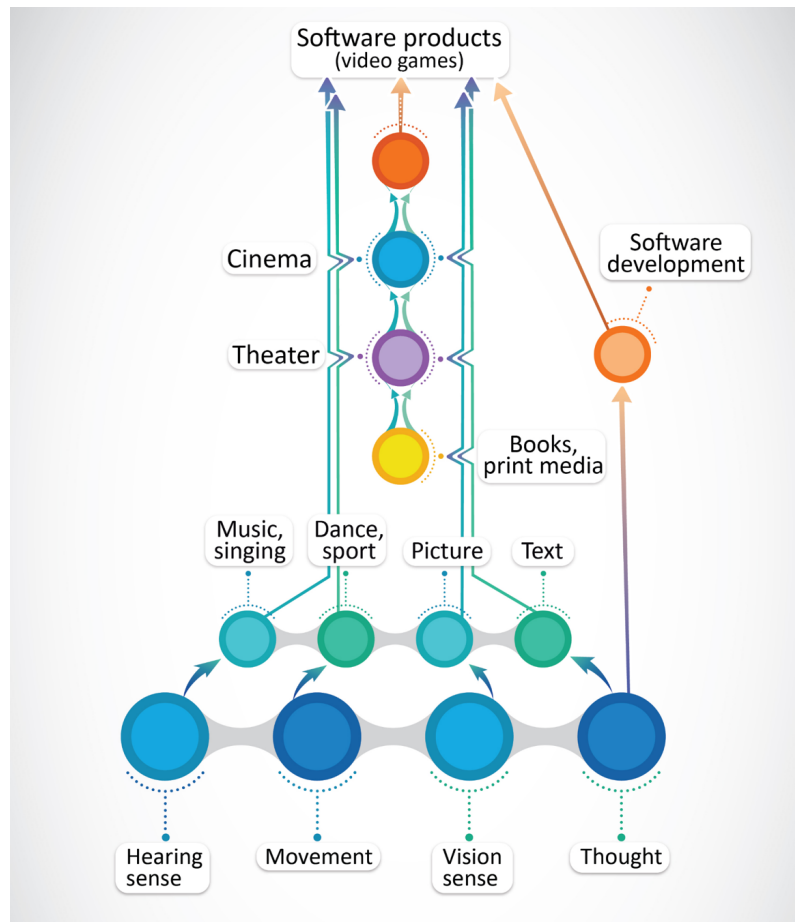 Software products
(video games)
Cinema
Software
development
Theater
Books,
print media
Music,
singing
Dance,
sport
Picture
Text
Hearing
sense
Movement
Vision
sense
Thought